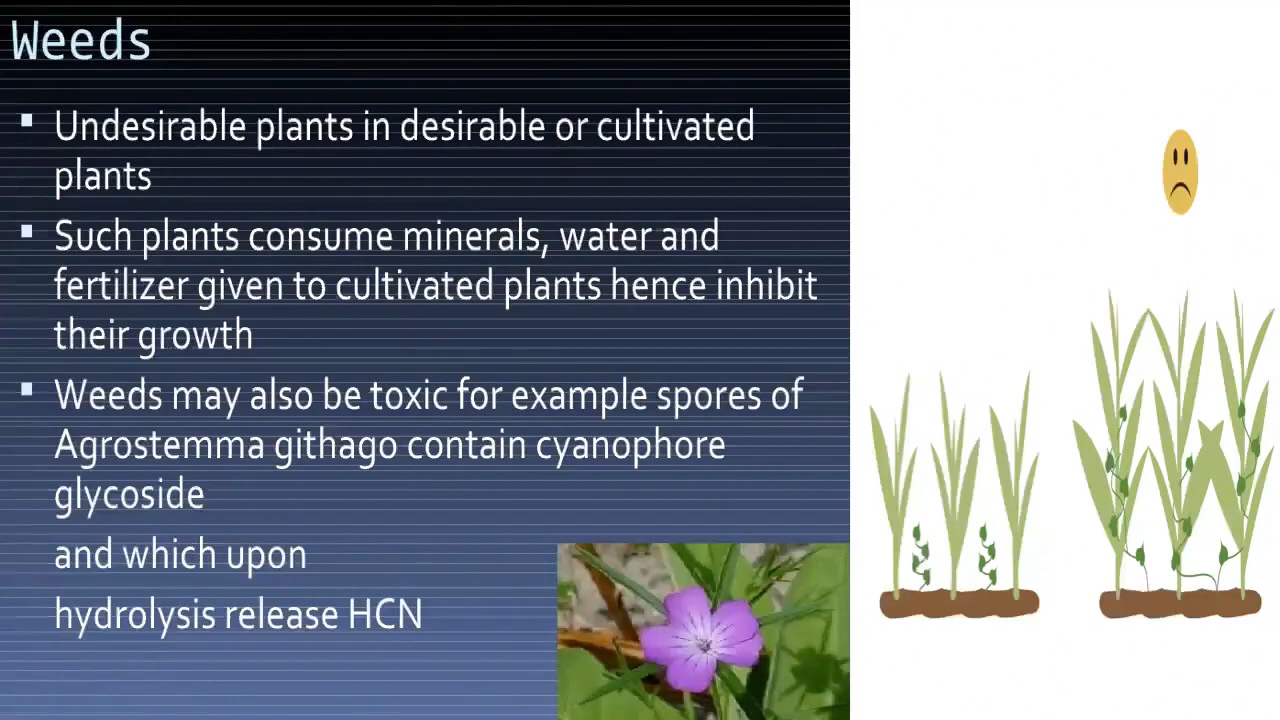 Weeds
Undesirable plants in desirable or cultivated
plants
Such plants consume minerals, water and
fertilizer given to cultivated plants hence inhibit
their growth
Weeds may also be toxic for example spores of
Agrostemma githago contain cyanophore
glycoside
and which upon
hydrolysis release HCN